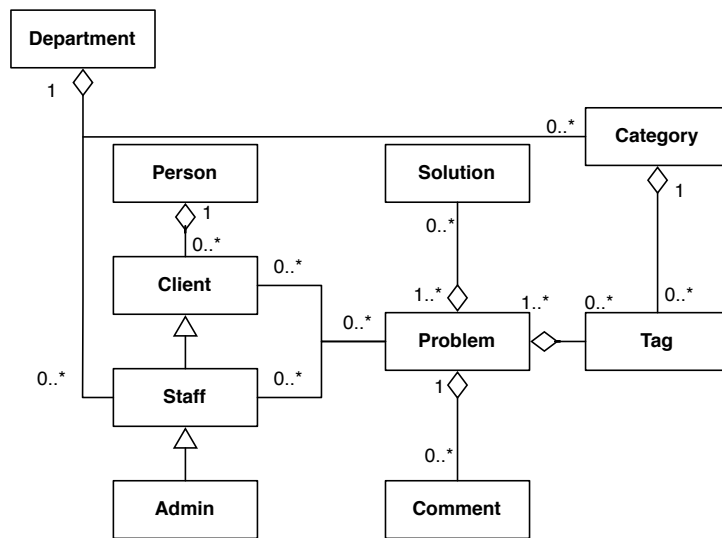 Department
1
0..*
Category
Person
Solution
1
0..*
1
0..*
0..*
Client
0..*
1..*
1..*
0..*
0..*
0..*
Problem
Tag
0..*
Staff
0..*
1
0..*
Admin
Comment